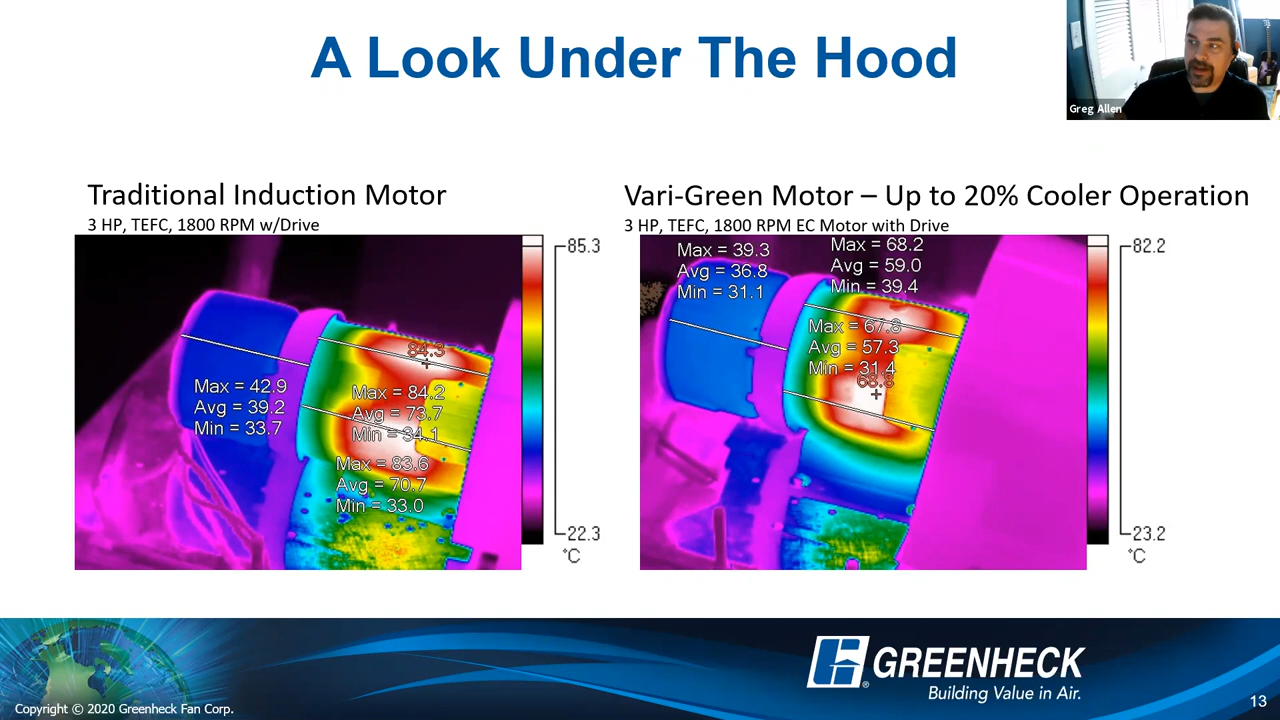 A Look Under The Hood
Greg Allen
Traditional Induction Motor
3 HP, TEFC, 1800 RPM w/Drive
85.3
84.3
Max = 42.9
Avg = 39.2
Min = 33.7
Max = 84.2
Avg = 73.7
Min = 34.1
Max = 83.6
Avg = 70.7
Min = 33.0
22.3
°C
Vari-Green Motor – Up to 20% Cooler Operation
3 HP, TEFC, 1800 RPM EC Motor with Drive
Max = 39.3
Avg = 36.8
Min = 31.1
Max = 68.2
Avg = 59.0
Min = 39.4
82.2
Max = 67.8
Avg = 57.3
Min = 31.4
68.8
23.2
°C
GREENHECK
®
Building Value in Air.
Copyright © 2020 Greenheck Fan Corp.
13